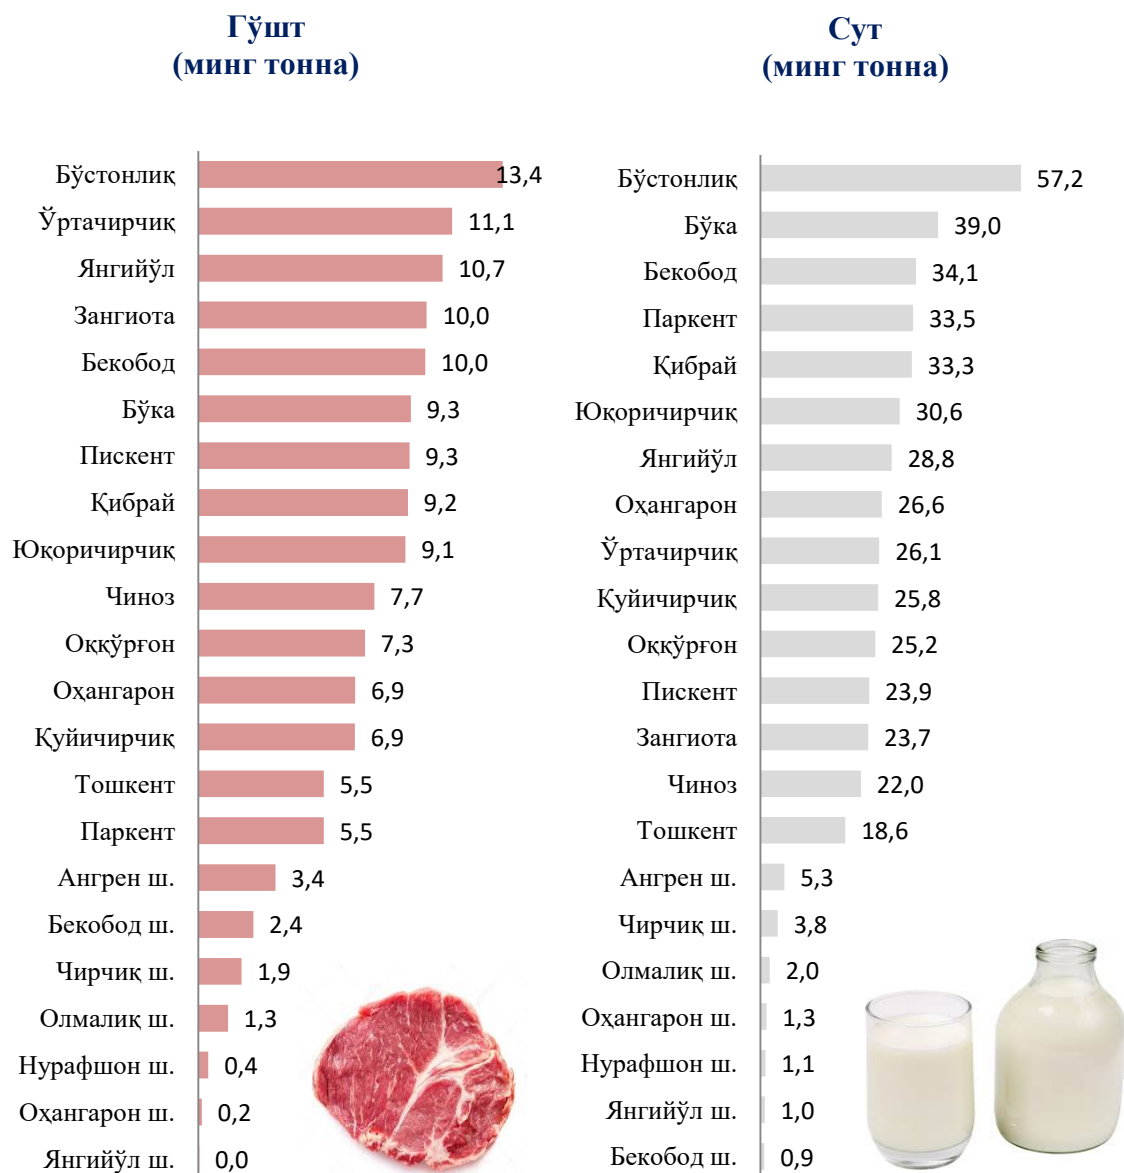 Гўшт
(минг тонна)
Бўстонлиқ 13,4
Ўртачирчиқ 11,1
Янгийўл 10,7
Зангиота 10,0
Бекобод 10,0
Бўка 9,3
Пискент 9,3
Қибрай 9,2
Юқоричирчиқ 9,1
Чиноз 7,7
Оққўрғон 7,3
Оҳангарон 6,9
Қуйичирчиқ 6,9
Тошкент 5,5
Паркент 5,5
Ангрен ш. 3,4
Бекобод ш. 2,4
Чирчиқ ш. 1,9
Олмалиқ ш. 1,3
Нурафшон ш. 0,4
Оҳангарон ш. 0,2
Янгийўл ш. 0,0
Сут
(минг тонна)
Бўстонлиқ 57,2
Бўка 39,0
Бекобод 34,1
Паркент 33,5
Қибрай 33,3
Юқоричирчиқ 30,6
Янгийўл 28,8
Оҳангарон 26,6
Ўртачирчиқ 26,1
Қуйичирчиқ 25,8
Оққўрғон 25,2
Пискент 23,9
Зангиота 23,7
Чиноз 22,0
Тошкент 18,6
Ангрен ш. 5,3
Чирчиқ ш. 3,8
Олмалиқ ш. 2,0
Оҳангарон ш. 1,3
Нурафшон ш. 1,1
Янгийўл ш. 1,0
Бекобод ш. 0,9